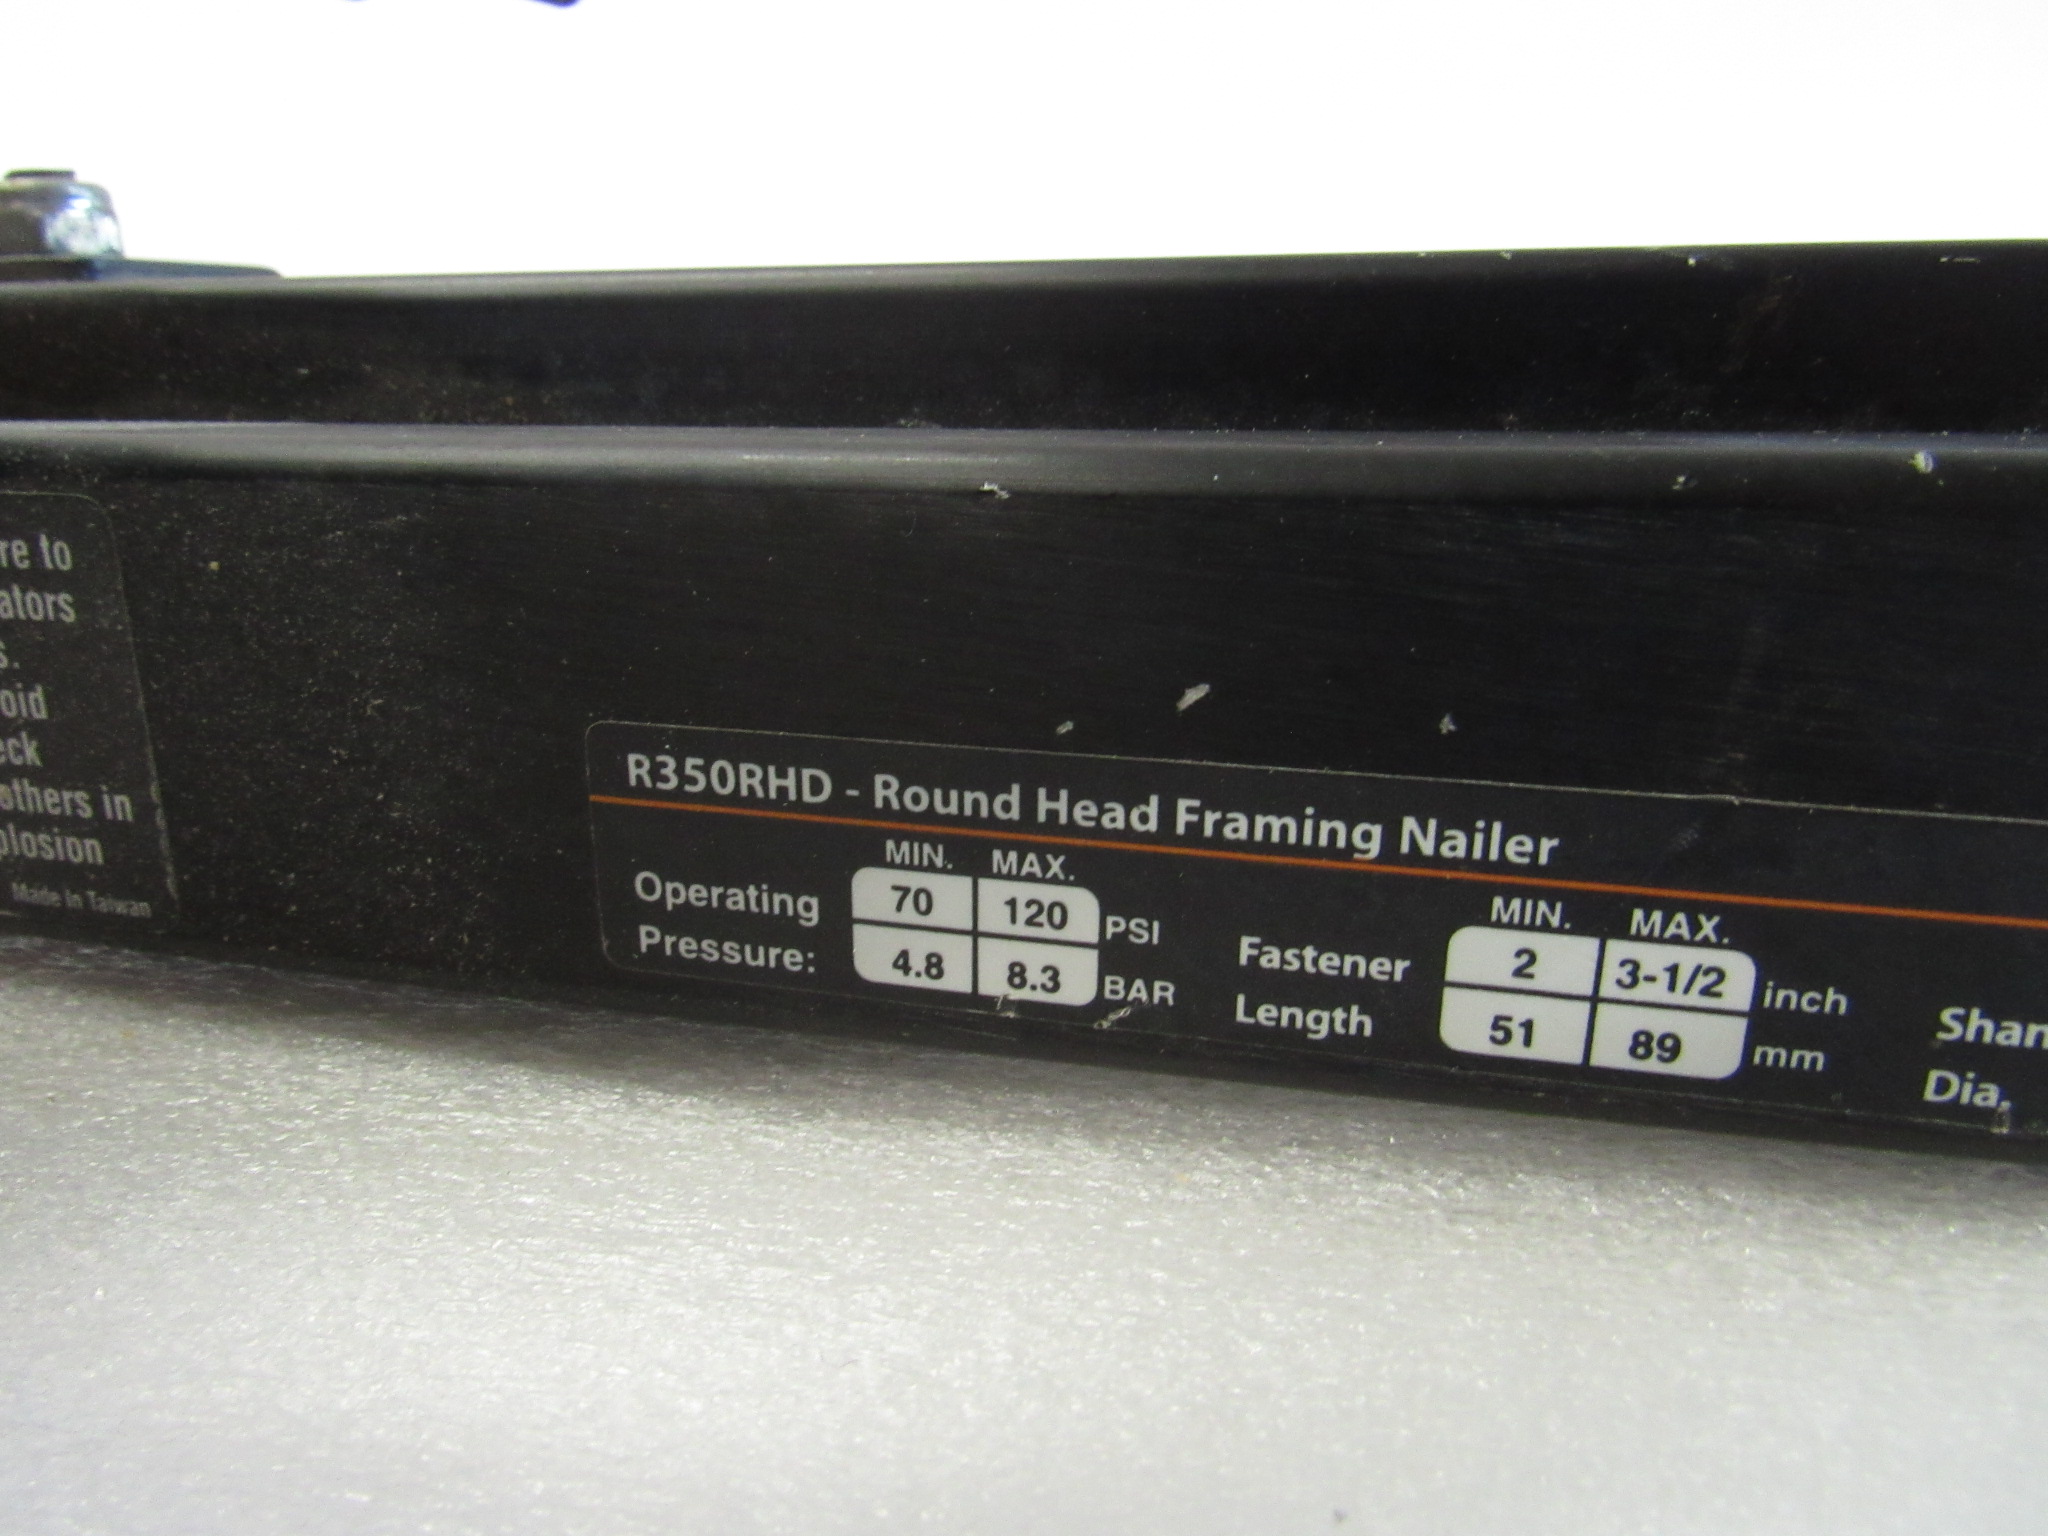 re to
ators
s.
oid
eck
others in
plosion
Made in Taiwan
R350RHD - Round Head Framing Nailer
MIN. MAX.
Operating 70 120 PSI
Pressure: 4.8 8.3 BAR
MIN. MAX.
Fastener 2 3-1/2 inch
Length 51 89 mm
Shan
Dia.